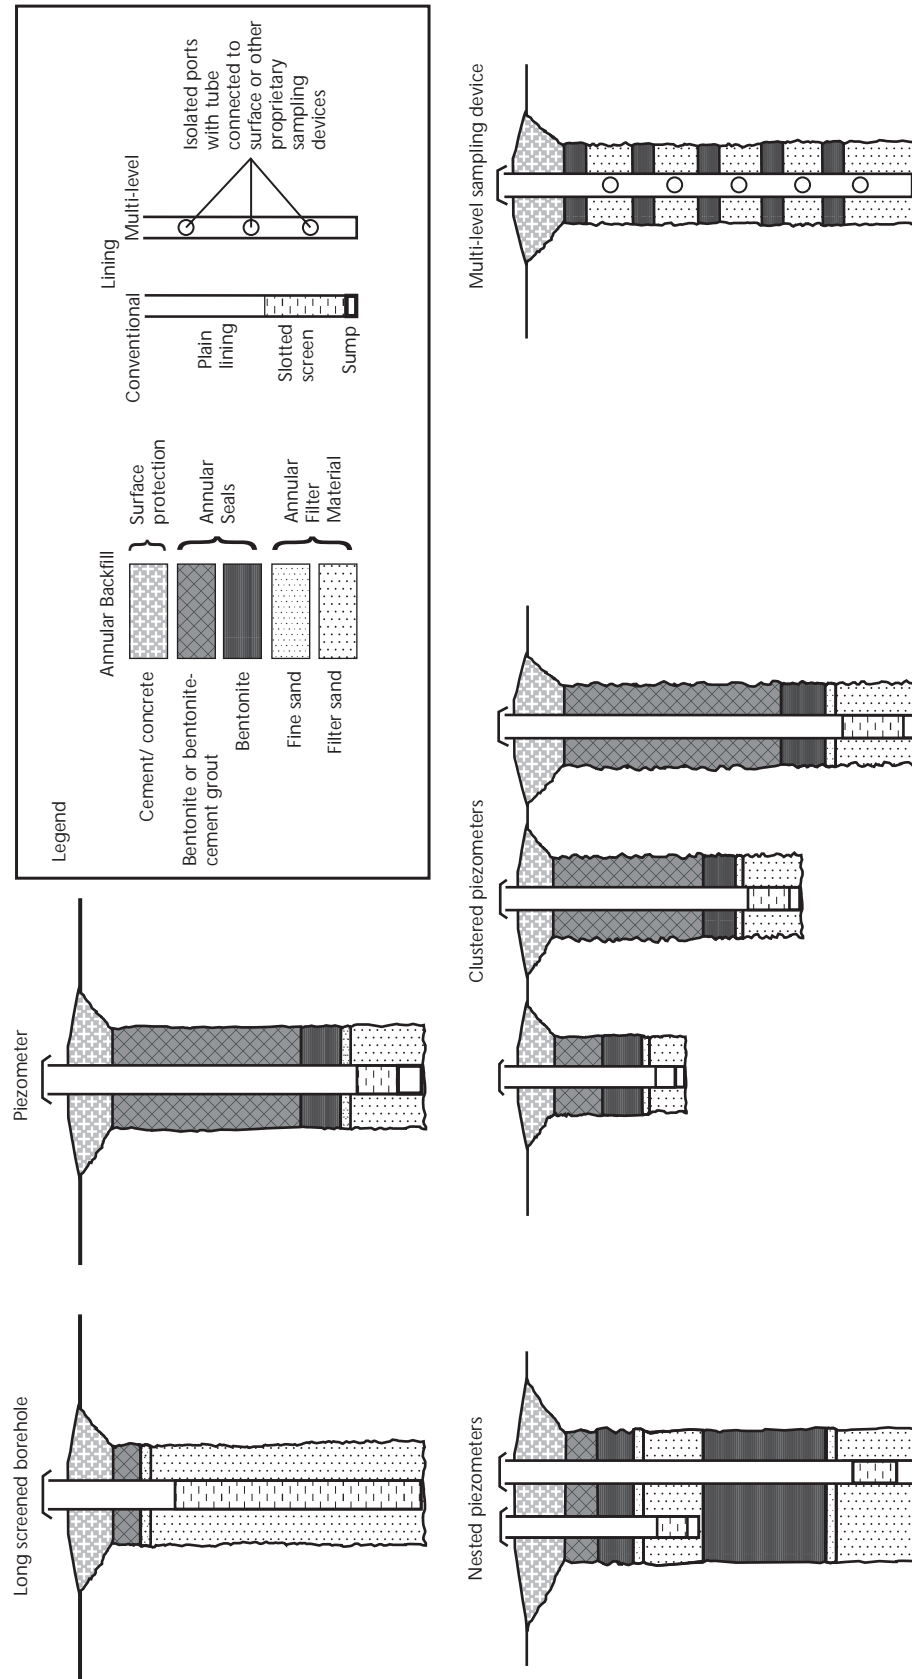 Long screened borehole
Piezometer
Legend
Annular Backfill
Cement/ concrete
Surface
protection
Bentonite or bentonite-
cement grout
Bentonite
Annular
Seals
Fine sand
Filter sand
Annular
Filter
Material
Lining
Conventional
Multi-level
Plain
lining
Slotted
screen
Sump
Isolated ports
with tube
connected to
surface or other
proprietary
sampling
devices
Nested piezometers
Clustered piezometers
Multi-level sampling device